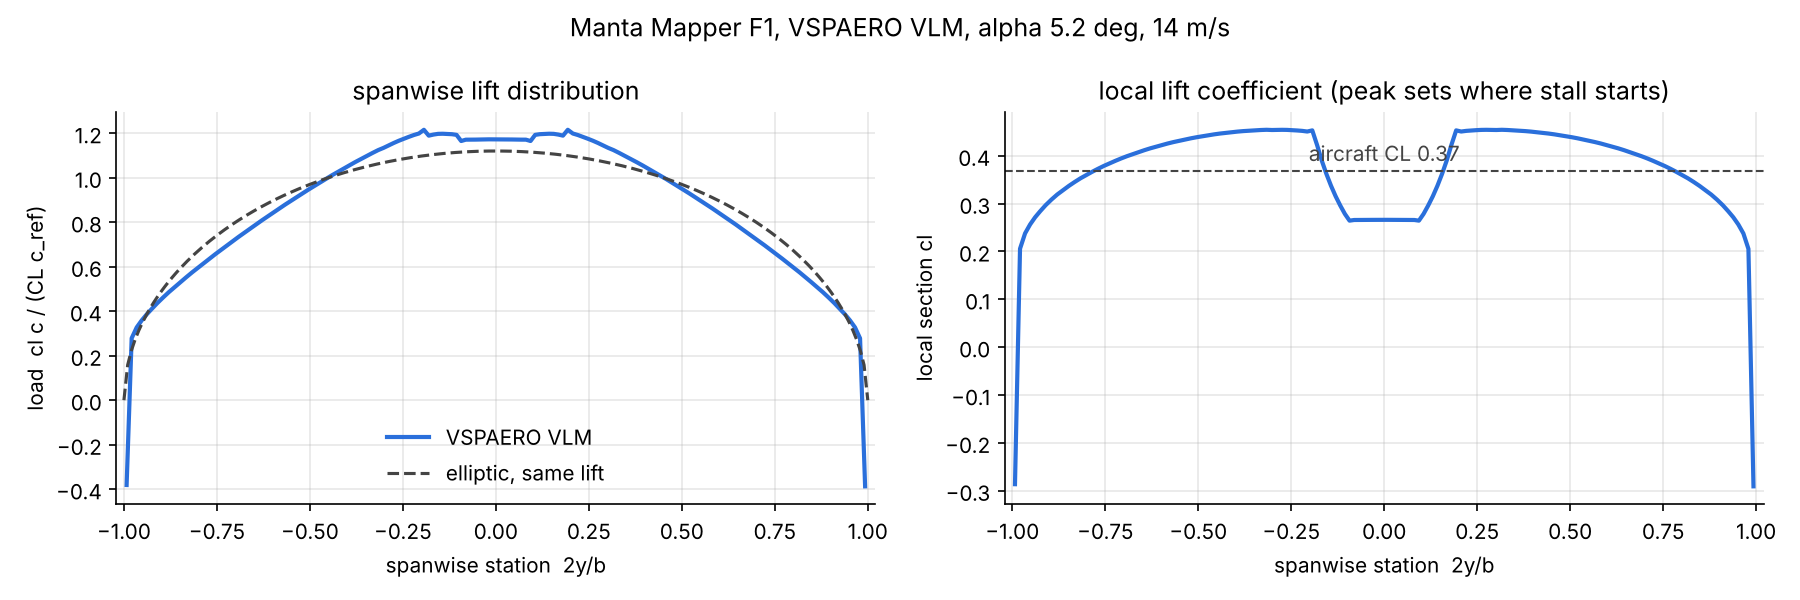 Manta Mapper F1, VSPAERO VLM, alpha 5.2 deg, 14 m/s
spanwise lift distribution
load  cl c / (CL c_ref)
1.2
1.0
0.8
0.6
0.4
0.2
0.0
−0.2
−0.4
VSPAERO VLM
elliptic, same lift
−1.00 −0.75 −0.50 −0.25 0.00 0.25 0.50 0.75 1.00
spanwise station  2y/b
local lift coefficient (peak sets where stall starts)
local section cl
0.4
0.3
0.2
0.1
0.0
−0.1
−0.2
−0.3
aircraft CL 0.37
−1.00 −0.75 −0.50 −0.25 0.00 0.25 0.50 0.75 1.00
spanwise station  2y/b